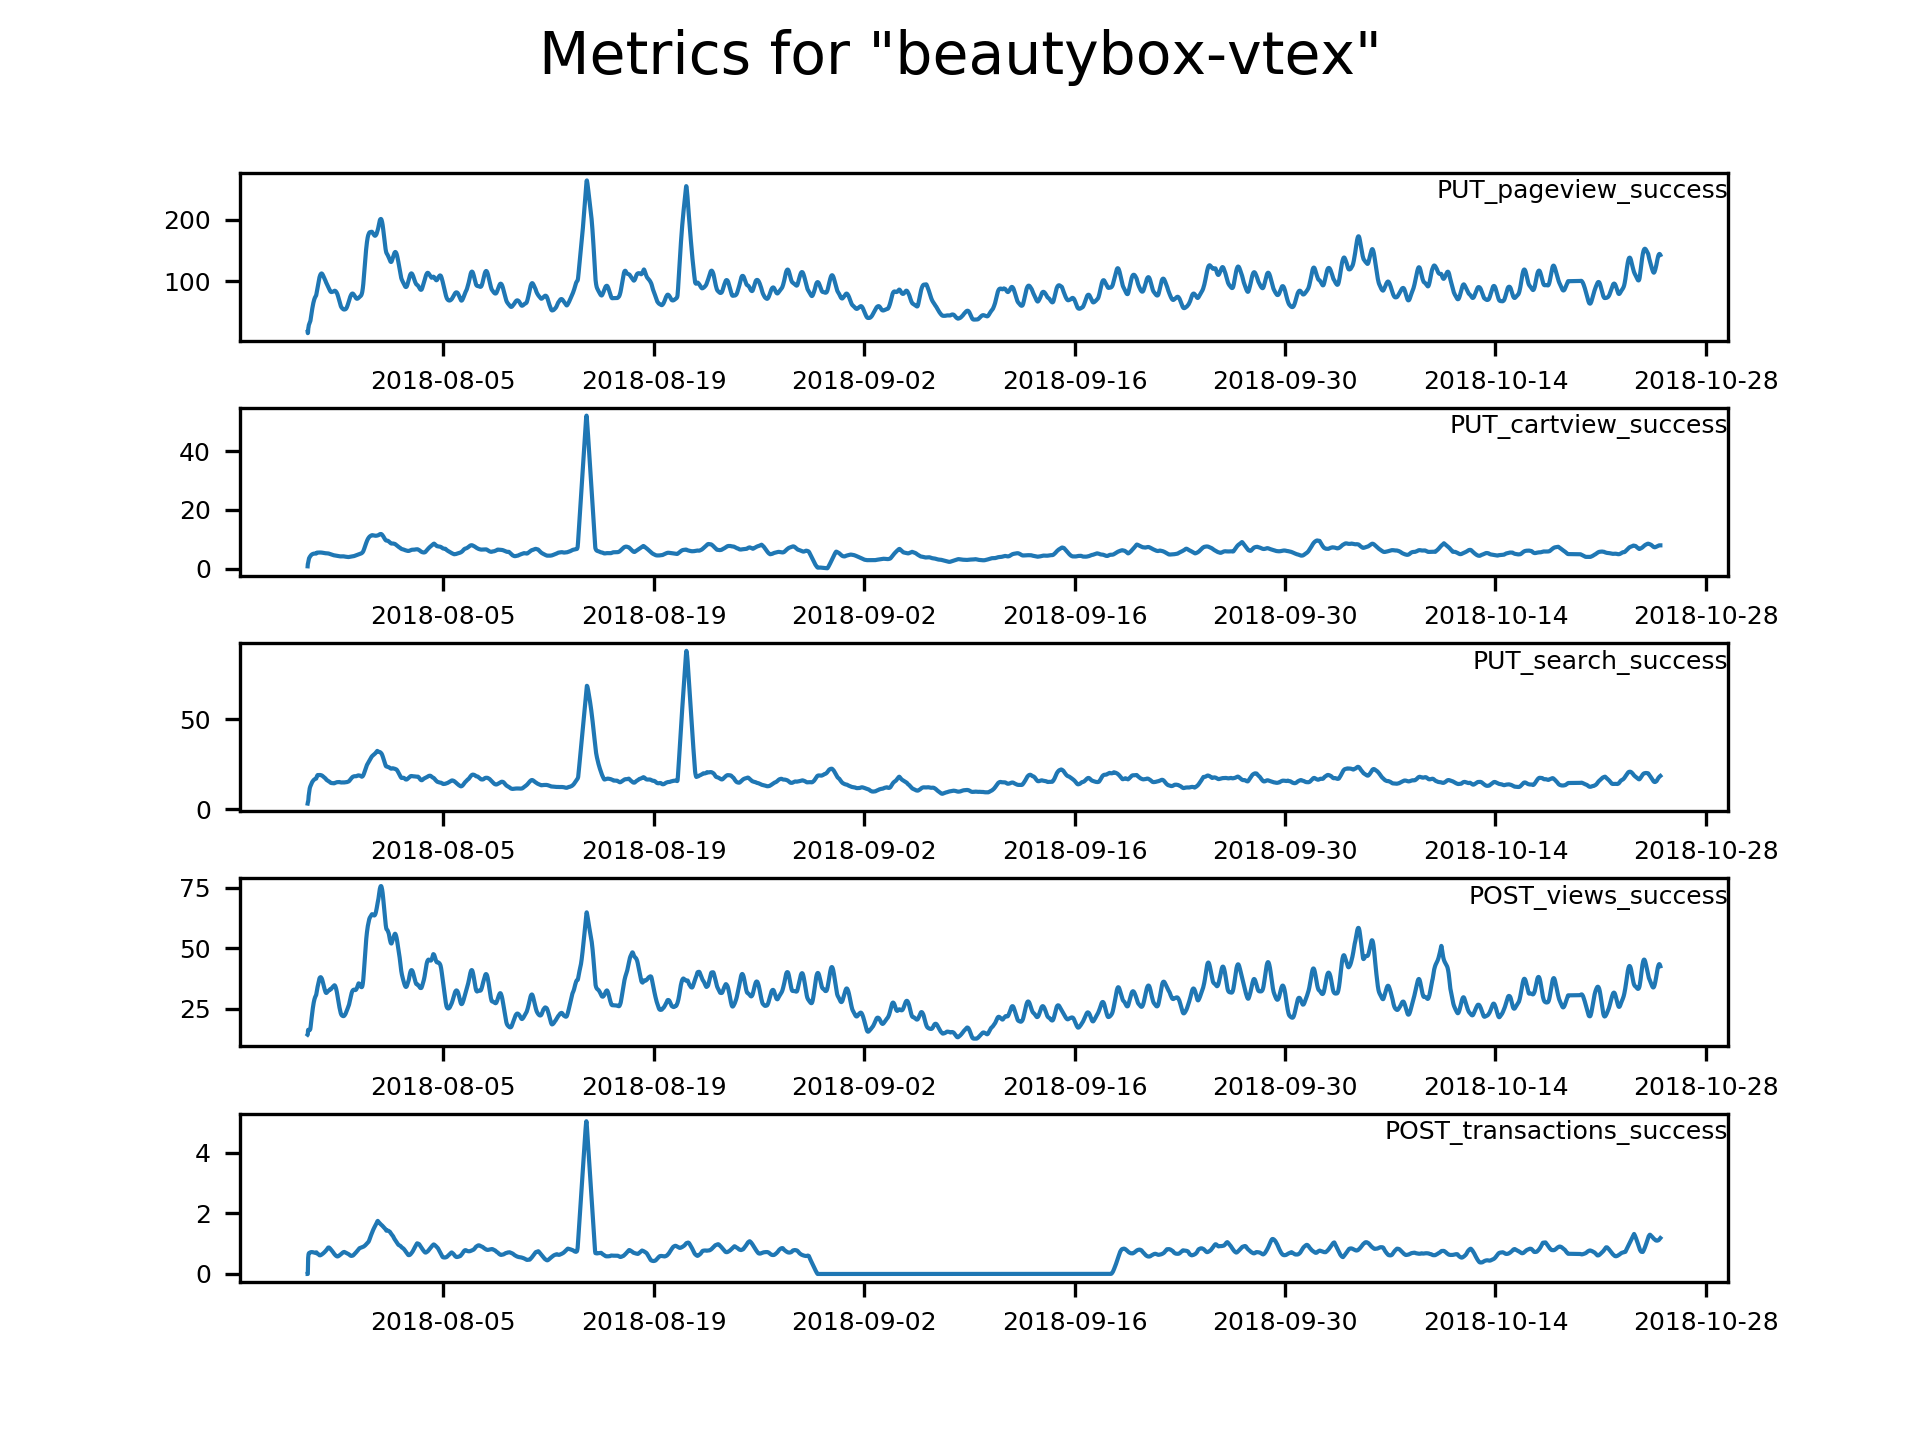 Metrics for "beautybox-vtex"
PUT_pageview_success
200
100
2018-08-05 2018-08-19 2018-09-02 2018-09-16 2018-09-30 2018-10-14 2018-10-28
PUT_cartview_success
40
20
0
2018-08-05 2018-08-19 2018-09-02 2018-09-16 2018-09-30 2018-10-14 2018-10-28
PUT_search_success
50
0
2018-08-05 2018-08-19 2018-09-02 2018-09-16 2018-09-30 2018-10-14 2018-10-28
75
POST_views_success
50
25
2018-08-05 2018-08-19 2018-09-02 2018-09-16 2018-09-30 2018-10-14 2018-10-28
POST_transactions_success
4
2
0
2018-08-05 2018-08-19 2018-09-02 2018-09-16 2018-09-30 2018-10-14 2018-10-28